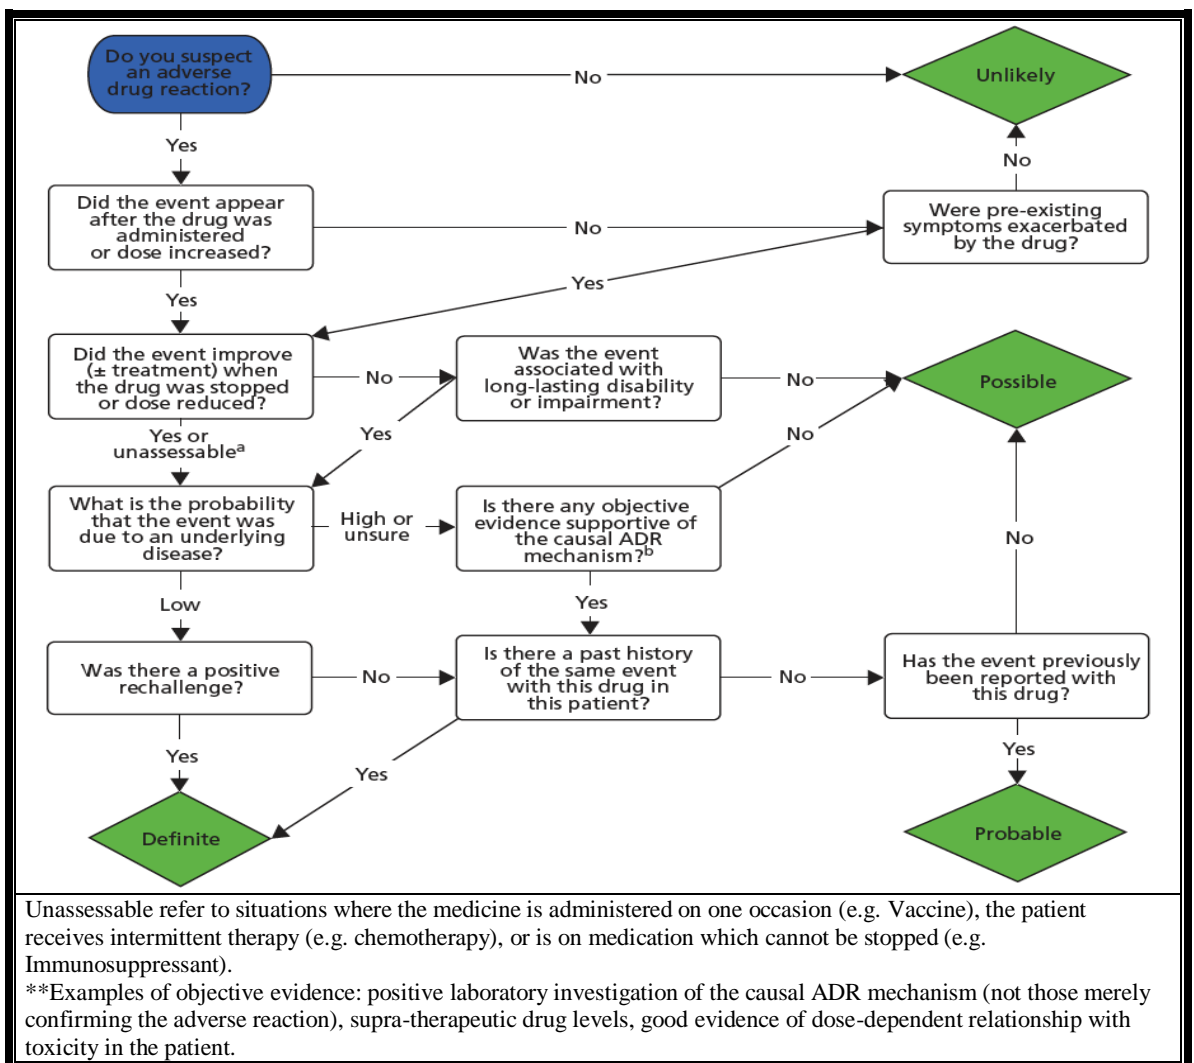 Do you suspect
an adverse
drug reaction?
No
Unlikely
Yes
No
Did the event appear
after the drug was
administered
or dose increased?
No
Were pre-existing
symptoms exacerbated
by the drug?
Yes
Yes
Did the event improve
(± treatment) when
the drug was stopped
or dose reduced?
No
Was the event
associated with
long-lasting disability
or impairment?
No
Possible
Yes or
unassessableᵃ
Yes
No
What is the probability
that the event was
due to an underlying
disease?
High or
unsure
Is there any objective
evidence supportive of
the causal ADR
mechanism?ᵇ
No
Low
Yes
Was there a positive
rechallenge?
No
Is there a past history
of the same event
with this drug in
this patient?
No
Has the event previously
been reported with
this drug?
Yes
Yes
Yes
Definite
Probable
Unassessable refer to situations where the medicine is administered on one occasion (e.g. Vaccine), the patient
receives intermittent therapy (e.g. chemotherapy), or is on medication which cannot be stopped (e.g.
Immunosuppressant).
**Examples of objective evidence: positive laboratory investigation of the causal ADR mechanism (not those merely
confirming the adverse reaction), supra-therapeutic drug levels, good evidence of dose-dependent relationship with
toxicity in the patient.